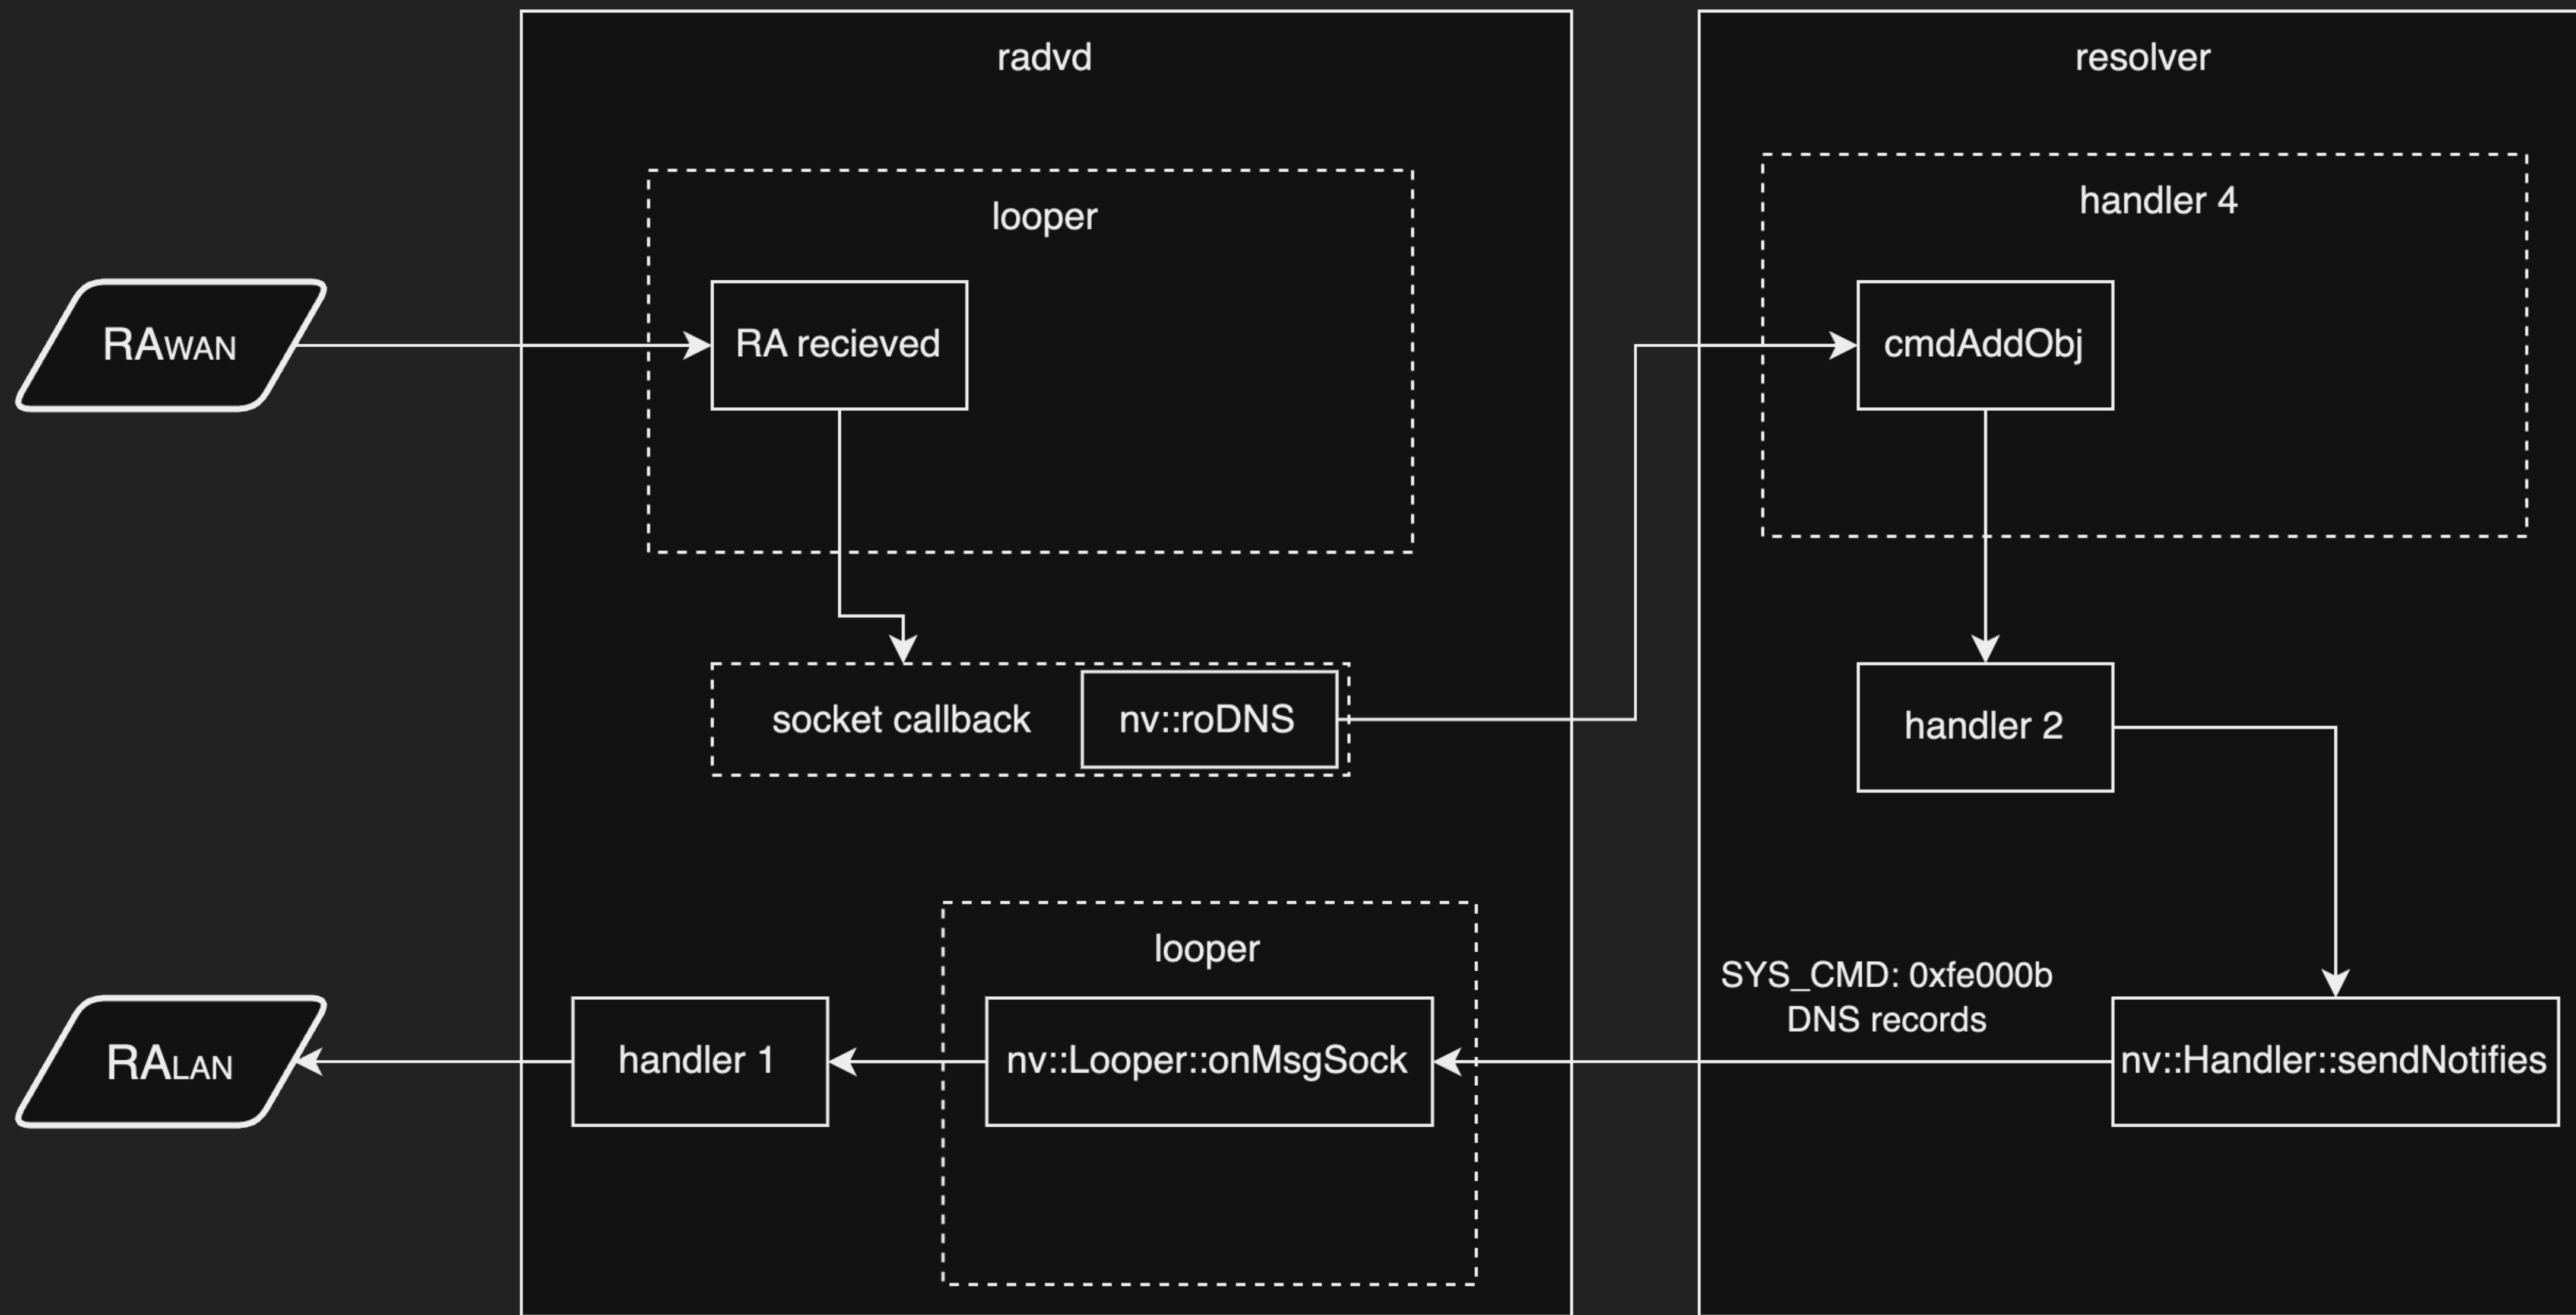 radvd
resolver
looper
handler 4
RAWAN
RA recieved
cmdAddObj
socket callback
nv::roDNS
handler 2
looper
SYS_CMD: 0xfe000b
DNS records
RALAN
handler 1
nv::Looper::onMsgSock
nv::Handler::sendNotifies